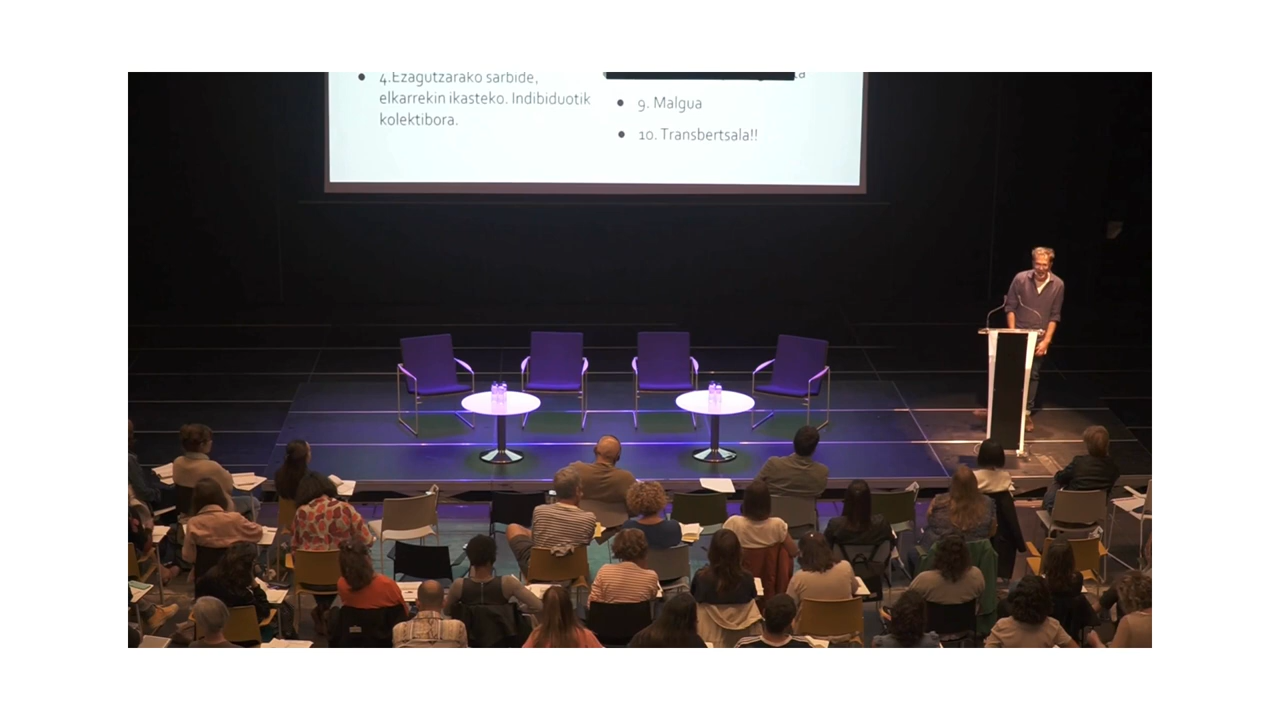 4.Ezagutzarako sarbide,
elkarrekin ikasteko. Indibiduotik
kolektibora.
9. Malgua
10. Transbertsala!!